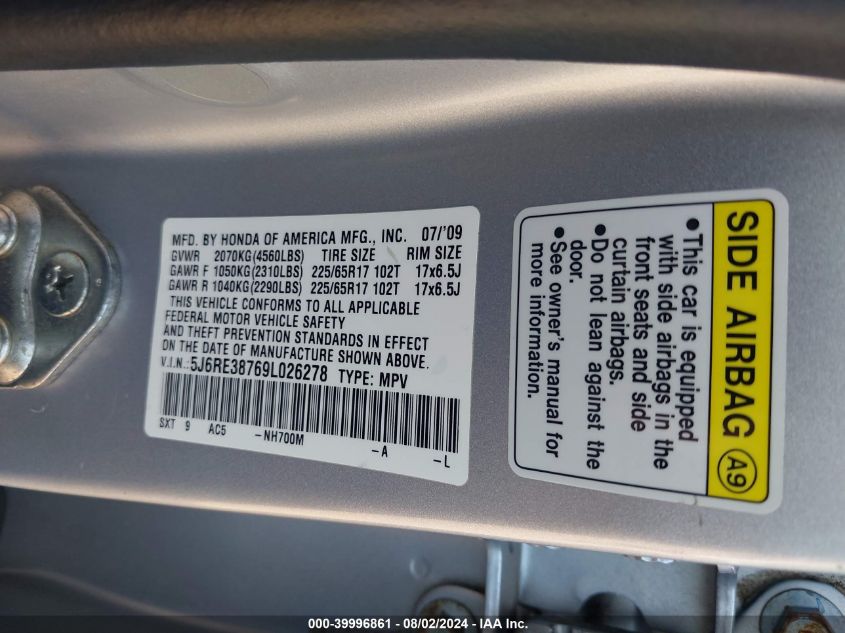 MFD. BY HONDA OF AMERICA MFG., INC. 07/'09
GVWR 2070KG(4560LBS) TIRE SIZE RIM SIZE
GAWR F 1050KG(2310LBS) 225/65R17 102T 17x6.5J
GAWR R 1040KG(2290LBS) 225/65R17 102T 17x6.5J
THIS VEHICLE CONFORMS TO ALL APPLICABLE
FEDERAL MOTOR VEHICLE SAFETY
AND THEFT PREVENTION STANDARDS IN EFFECT
ON THE DATE OF MANUFACTURE SHOWN ABOVE.
V.I.N.: 5J6RE38769L026278 TYPE: MPV
SXT 9 AC5 -NH700M -A -L
SIDE AIRBAG A9
• This car is equipped
with side airbags in the
front seats and side
curtain airbags.
• Do not lean against the
door.
• See owner's manual for
more information.
000-39996861 - 08/02/2024 - IAA Inc.